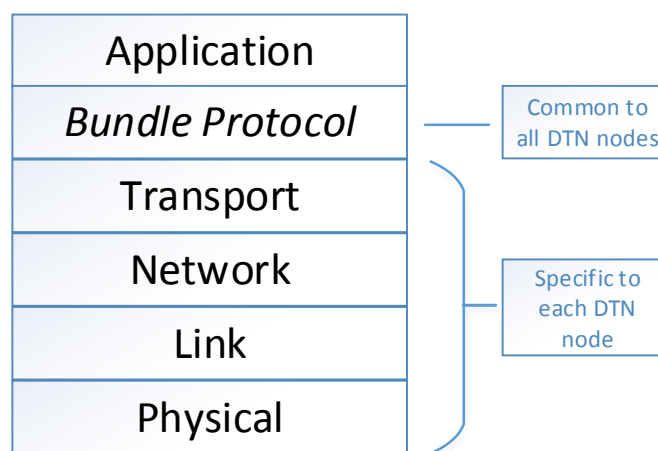 Application
Bundle Protocol
Common to
all DTN nodes
Transport
Network
Specific to
each DTN
node
Link
Physical